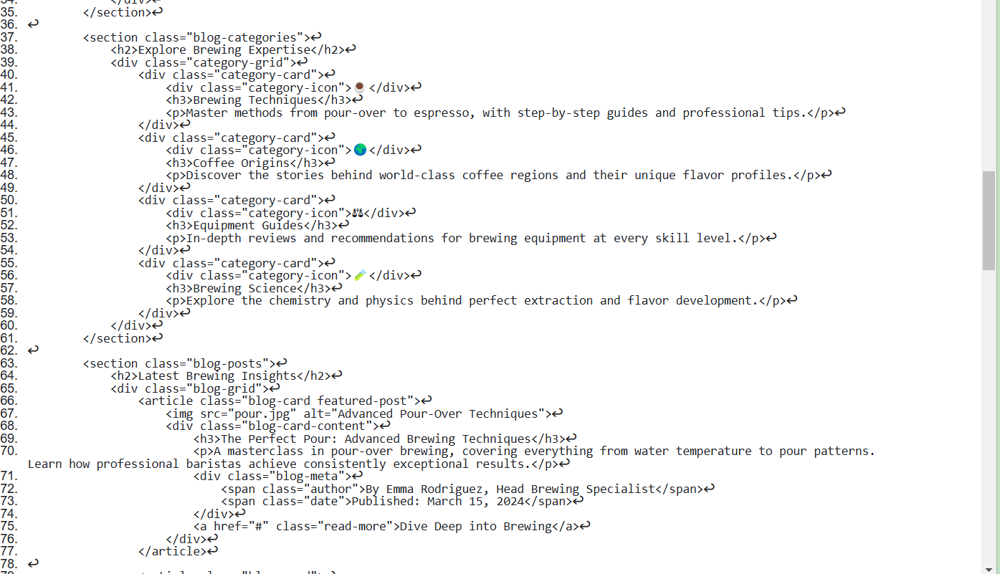 34. </div>↩
35. </section>↩
36. ↩
37. <section class="blog-categories">↩
38. <h2>Explore Brewing Expertise</h2>↩
39. <div class="category-grid">↩
40. <div class="category-card">↩
41. <div class="category-icon">☕</div>↩
42. <h3>Brewing Techniques</h3>↩
43. <p>Master methods from pour-over to espresso, with step-by-step guides and professional tips.</p>↩
44. </div>↩
45. <div class="category-card">↩
46. <div class="category-icon">🌍</div>↩
47. <h3>Coffee Origins</h3>↩
48. <p>Discover the stories behind world-class coffee regions and their unique flavor profiles.</p>↩
49. </div>↩
50. <div class="category-card">↩
51. <div class="category-icon">⚖</div>↩
52. <h3>Equipment Guides</h3>↩
53. <p>In-depth reviews and recommendations for brewing equipment at every skill level.</p>↩
54. </div>↩
55. <div class="category-card">↩
56. <div class="category-icon">🧪</div>↩
57. <h3>Brewing Science</h3>↩
58. <p>Explore the chemistry and physics behind perfect extraction and flavor development.</p>↩
59. </div>↩
60. </div>↩
61. </section>↩
62. ↩
63. <section class="blog-posts">↩
64. <h2>Latest Brewing Insights</h2>↩
65. <div class="blog-grid">↩
66. <article class="blog-card featured-post">↩
67. <img src="pour.jpg" alt="Advanced Pour-Over Techniques">↩
68. <div class="blog-card-content">↩
69. <h3>The Perfect Pour: Advanced Brewing Techniques</h3>↩
70. <p>A masterclass in pour-over brewing, covering everything from water temperature to pour patterns.
Learn how professional baristas achieve consistently exceptional results.</p>↩
71. <div class="blog-meta">↩
72. <span class="author">By Emma Rodriguez, Head Brewing Specialist</span>↩
73. <span class="date">Published: March 15, 2024</span>↩
74. </div>↩
75. <a href="#" class="read-more">Dive Deep into Brewing</a>↩
76. </div>↩
77. </article>↩
78. ↩
79. <article class="blog-card">↩